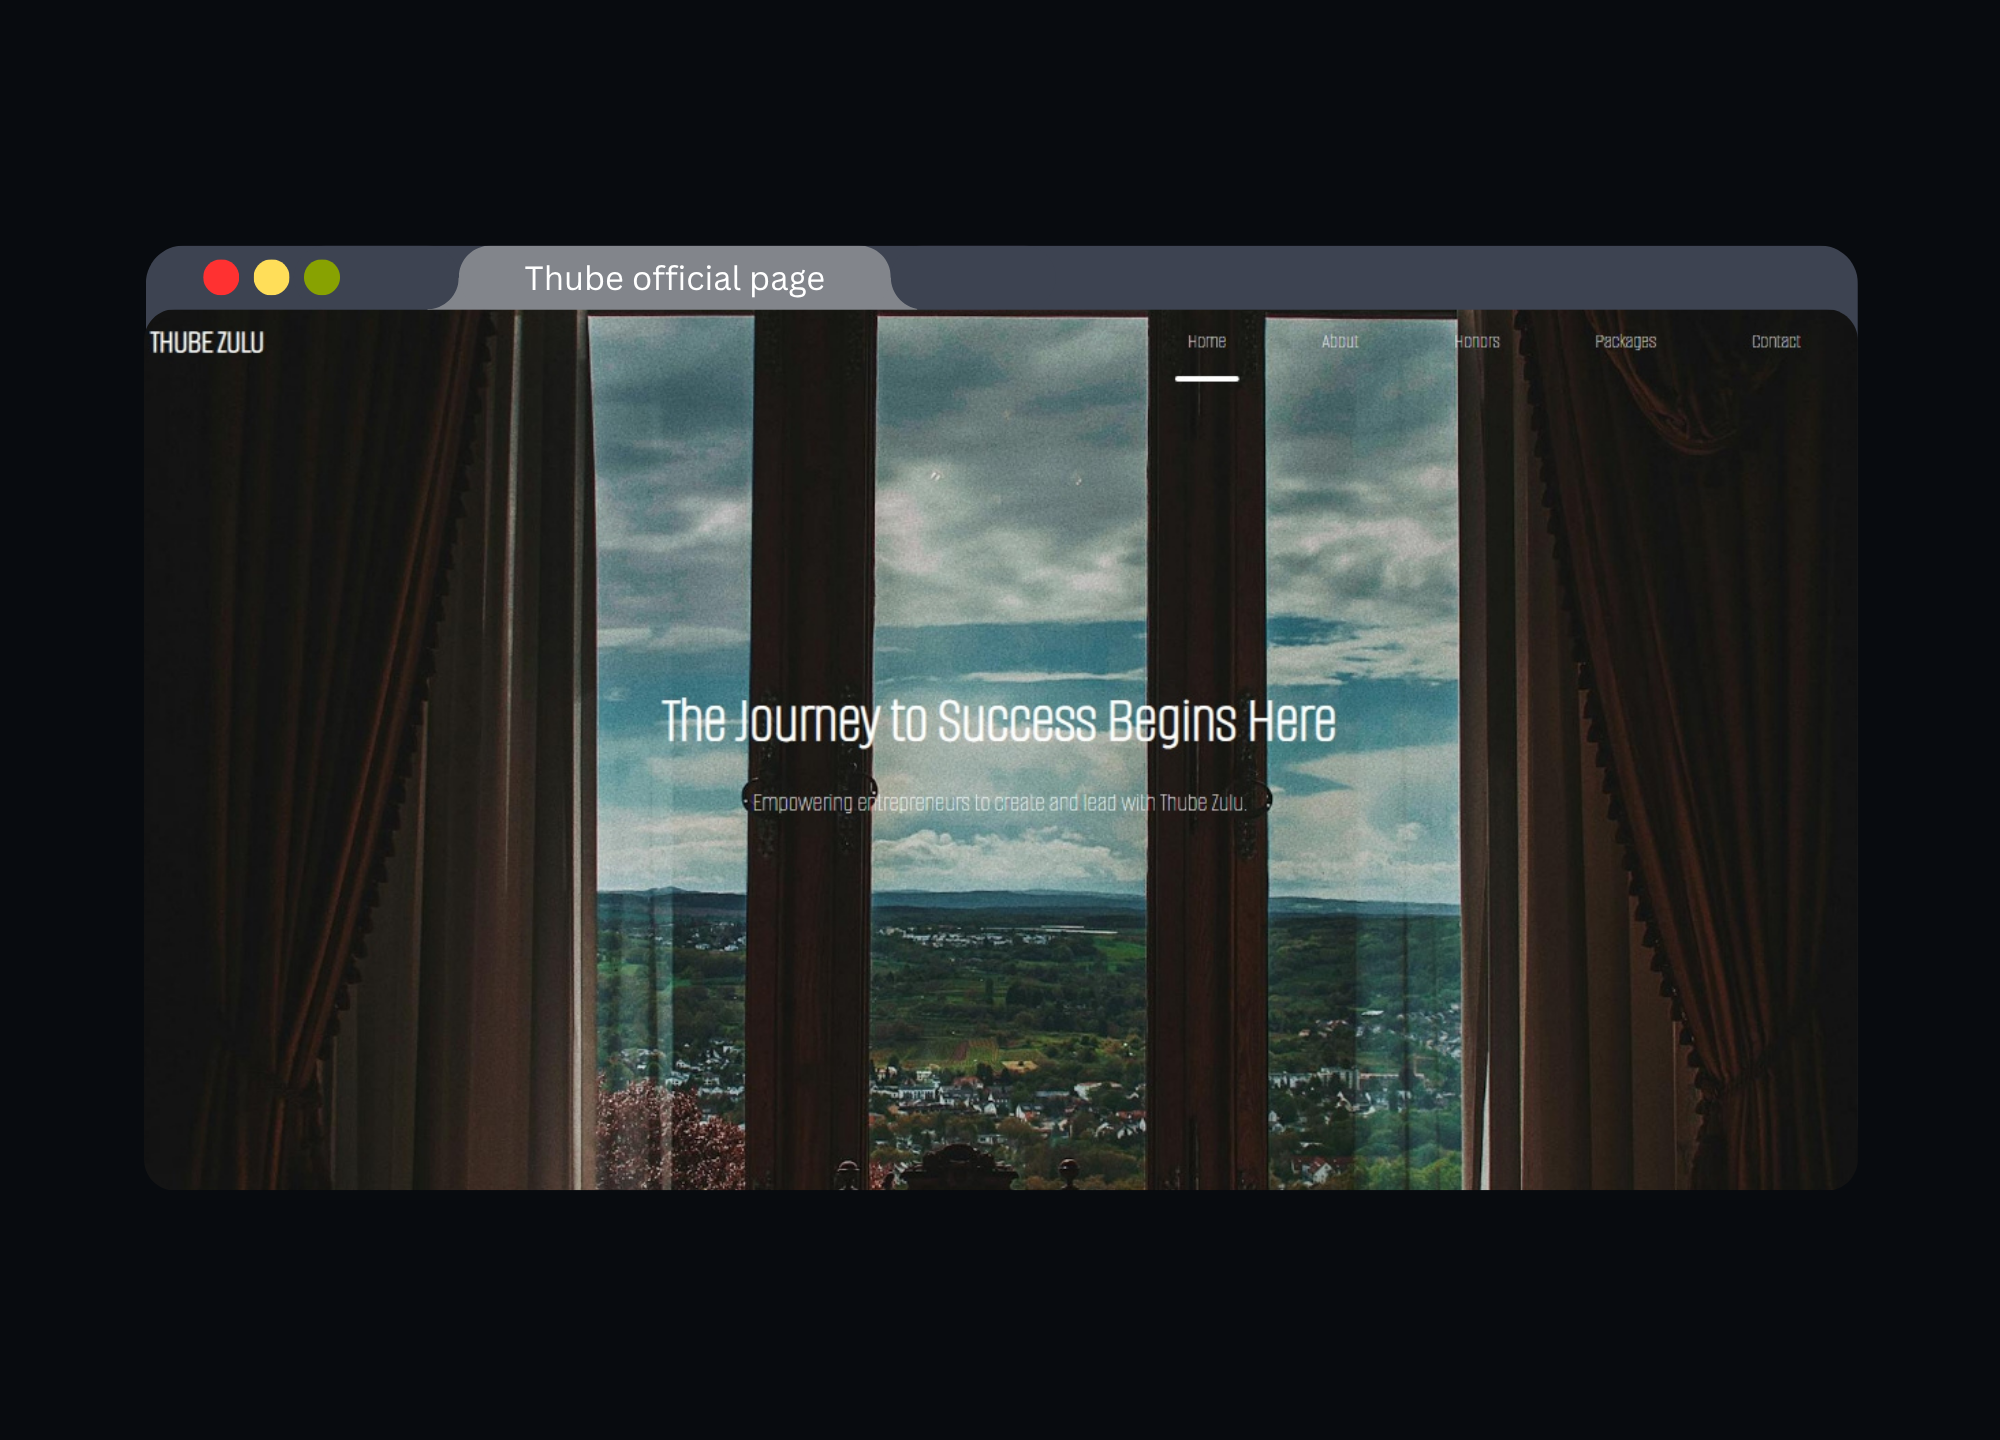 Thube official page
THUBE ZULU
Home About Honors Packages Contact
The Journey to Success Begins Here
Empowering entrepreneurs to create and lead with Thube Zulu.